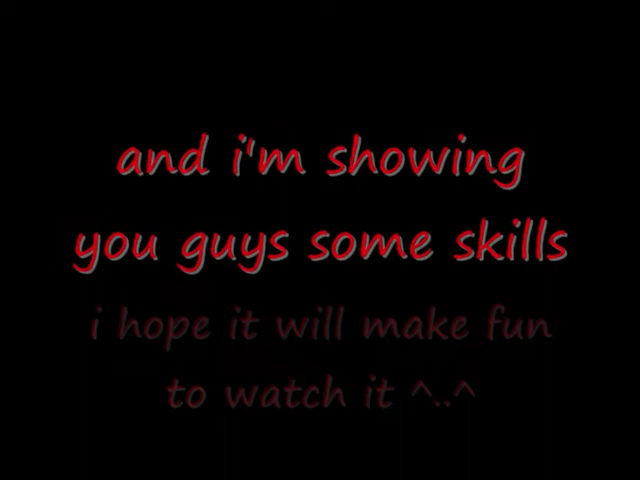 and i'm showing
you guys some skills
i hope it will make fun
to watch it ^..^